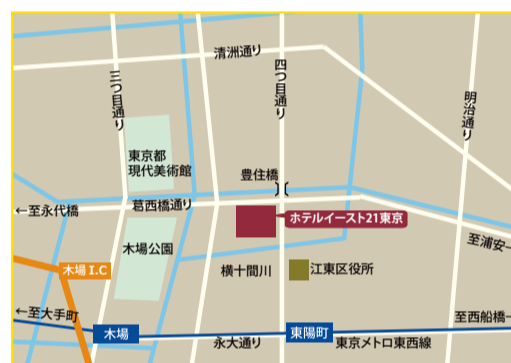 清洲通り
三つ目通り
四つ目通り
明治通り
東京都
現代美術館
豊住橋
←至永代橋
葛西橋通り
ホテルイースト21東京
木場公園
至浦安→
木場I.C
横十間川
江東区役所
←至大手町
至西船橋→
木場
東陽町
永大通り
東京メトロ東西線